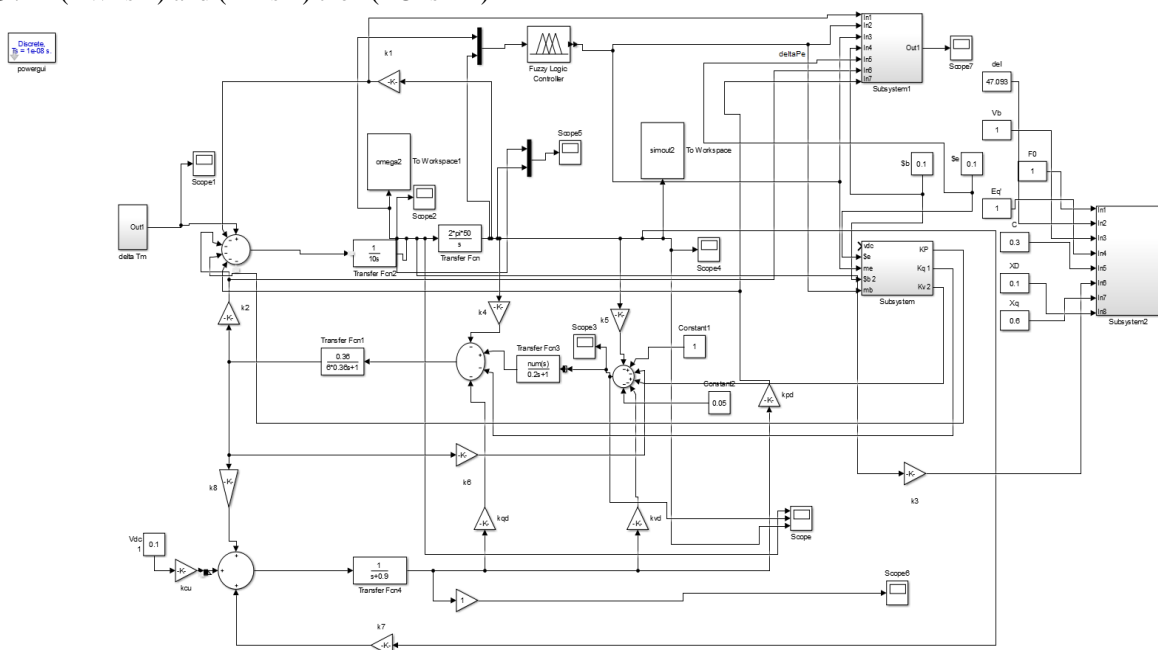 Discrete,
Ts = 1e-08 s.
powergui
k1
-K-
Fuzzy Logic
Controller
deltaPe
In1
In2
In3
In4
In5
In6
In7
Out1
Subsystem1
Scope7
del
47.093
Vb
1
F0
1
Eq'
1
C
0.3
XD
0.1
Xq
0.6
In1
In2
In3
In4
In5
In6
In7
In8
Subsystem2
Scope1
omega2
To Workspace1
Scope2
Scope5
simout2
To Workspace
$b
0.1
$e
0.1
Out1
delta Tm
1
10s
Transfer Fcn2
2*pi*50
s
Transfer Fcn
Scope4
vdc
$e
me
$b 2
mb
KP
Kq 1
Kv 2
Subsystem
k2
-K-
k4
-K-
k5
-K-
Transfer Fcn1
0.36
6*0.36s+1
Transfer Fcn3
num(s)
0.2s+1
Scope3
Constant1
1
Constant2
0.05
-K-
kpd
-K-
k6
-K-
k3
k8
-K-
-K-
kqd
-K-
kvd
Scope
Vdc
1
0.1
-K-
kcu
1
s+0.9
Transfer Fcn4
1
Scope6
k7
-K-